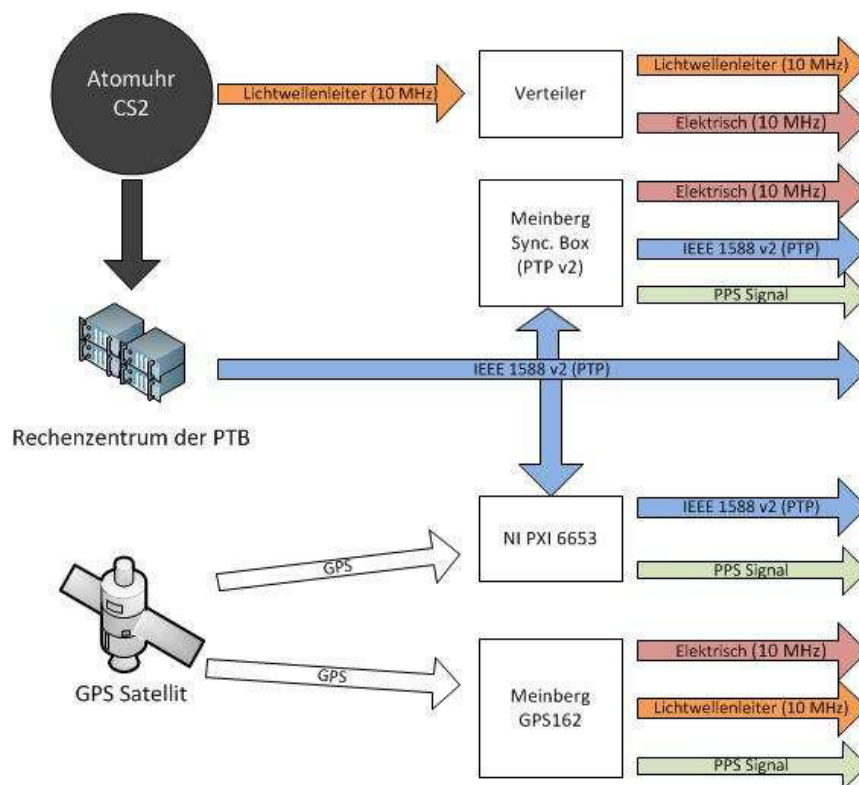 Atomuhr
CS2
Lichtwellenleiter (10 MHz)
Verteiler
Lichtwellenleiter (10 MHz)
Elektrisch (10 MHz)
Meinberg
Sync. Box
(PTP v2)
Elektrisch (10 MHz)
IEEE 1588 v2 (PTP)
PPS Signal
IEEE 1588 v2 (PTP)
Rechenzentrum der PTB
NI PXI 6653
IEEE 1588 v2 (PTP)
PPS Signal
GPS
GPS
GPS Satellit
Meinberg
GPS162
Elektrisch (10 MHz)
Lichtwellenleiter (10 MHz)
PPS Signal